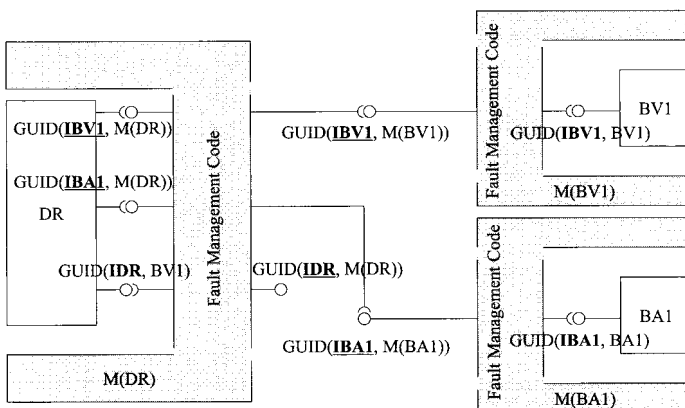 Fault Management Code
BV1
GUID(IBV1, M(DR))
GUID(IBV1, M(BV1))
GUID(IBV1, BV1)
Fault Management Code
GUID(IBA1, M(DR))
M(BV1)
DR
GUID(IDR, BV1)
GUID(IDR, M(DR))
Fault Management Code
BA1
GUID(IBA1, M(BA1))
GUID(IBA1, BA1)
M(DR)
M(BA1)